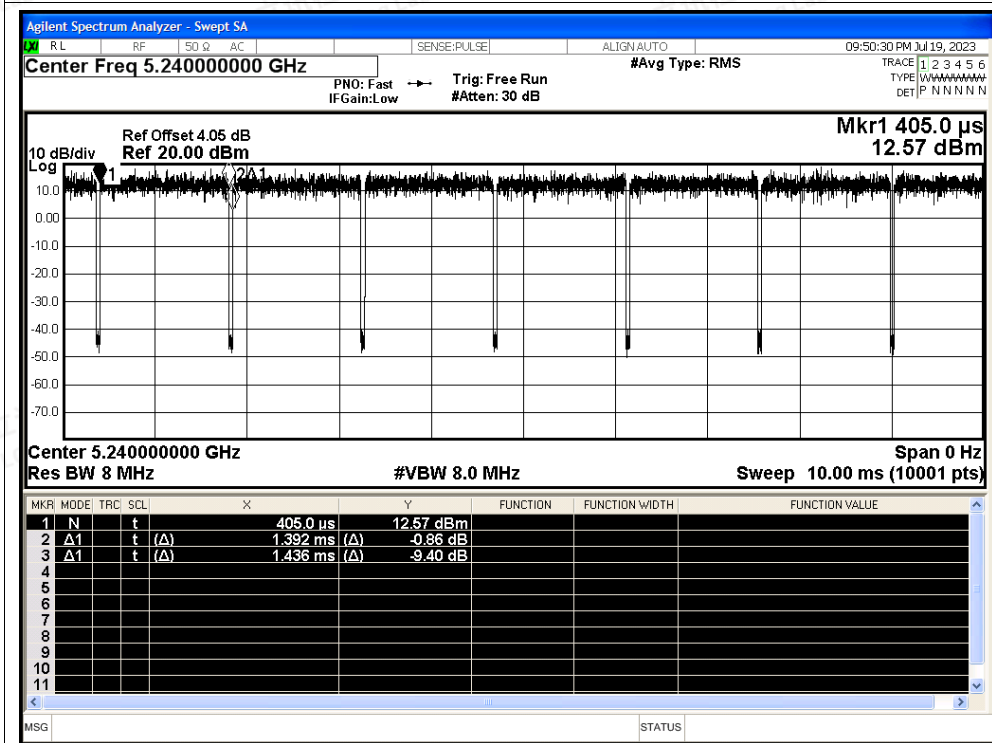 Agilent Spectrum Analyzer - Swept SA
LXI RL RF 50 Ω AC SENSE:PULSE ALIGN AUTO 09:50:30 PM Jul 19, 2023
Center Freq 5.240000000 GHz #Avg Type: RMS TRACE 1 2 3 4 5 6
PNO: Fast Trig: Free Run TYPE WWWWWW
IFGain:Low #Atten: 30 dB DET P N N N N N
Mkr1 405.0 µs
Ref Offset 4.05 dB
10 dB/div Ref 20.00 dBm 12.57 dBm
Log
1 2Δ1
10.0
0.00
-10.0
-20.0
-30.0
-40.0
-50.0
-60.0
-70.0
Center 5.240000000 GHz Span 0 Hz
Res BW 8 MHz #VBW 8.0 MHz Sweep 10.00 ms (10001 pts)
MKR MODE TRC SCL X Y FUNCTION FUNCTION WIDTH FUNCTION VALUE
1 N t 405.0 µs 12.57 dBm
2 Δ1 t (Δ) 1.392 ms (Δ) -0.86 dB
3 Δ1 t (Δ) 1.436 ms (Δ) -9.40 dB
4
5
6
7
8
9
10
11
MSG STATUS